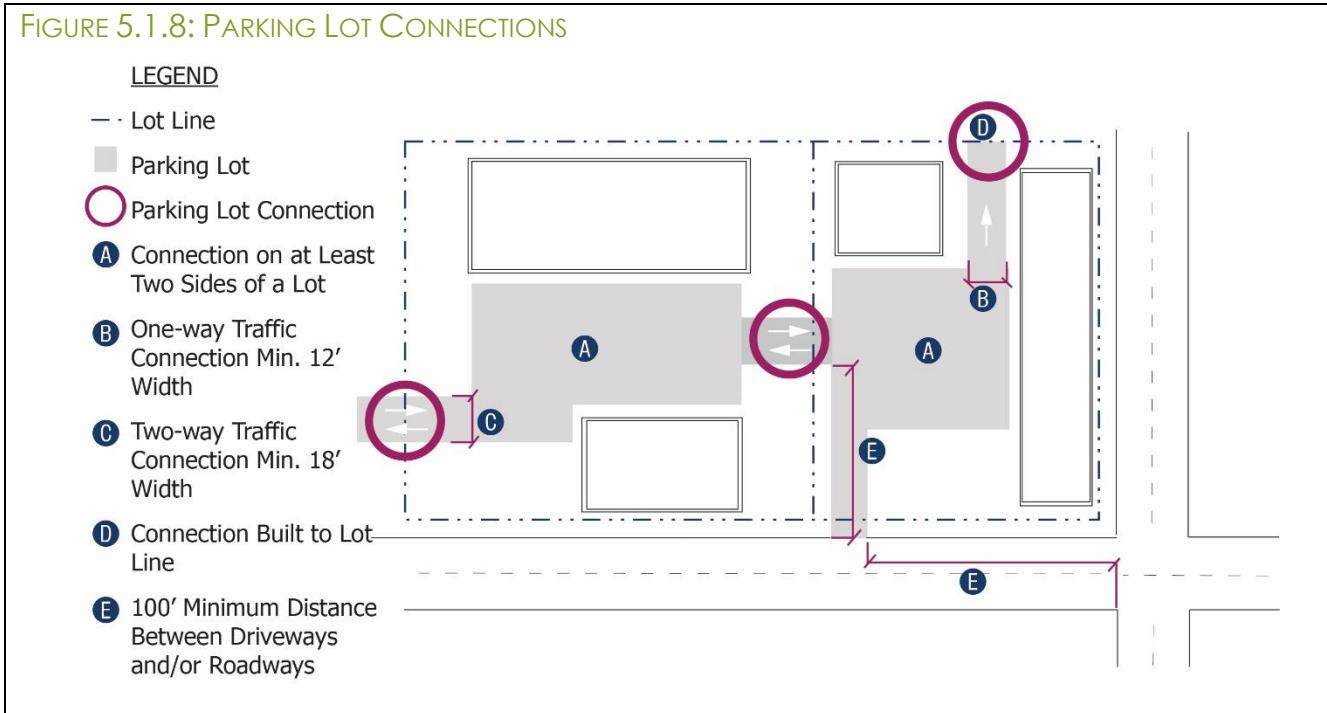 FIGURE 5.1.8: PARKING LOT CONNECTIONS
LEGEND
Lot Line
Parking Lot
Parking Lot Connection
A Connection on at Least
Two Sides of a Lot
B One-way Traffic
Connection Min. 12'
Width
C Two-way Traffic
Connection Min. 18'
Width
D Connection Built to Lot
Line
E 100' Minimum Distance
Between Driveways
and/or Roadways
D
B
A
A
C
E
E